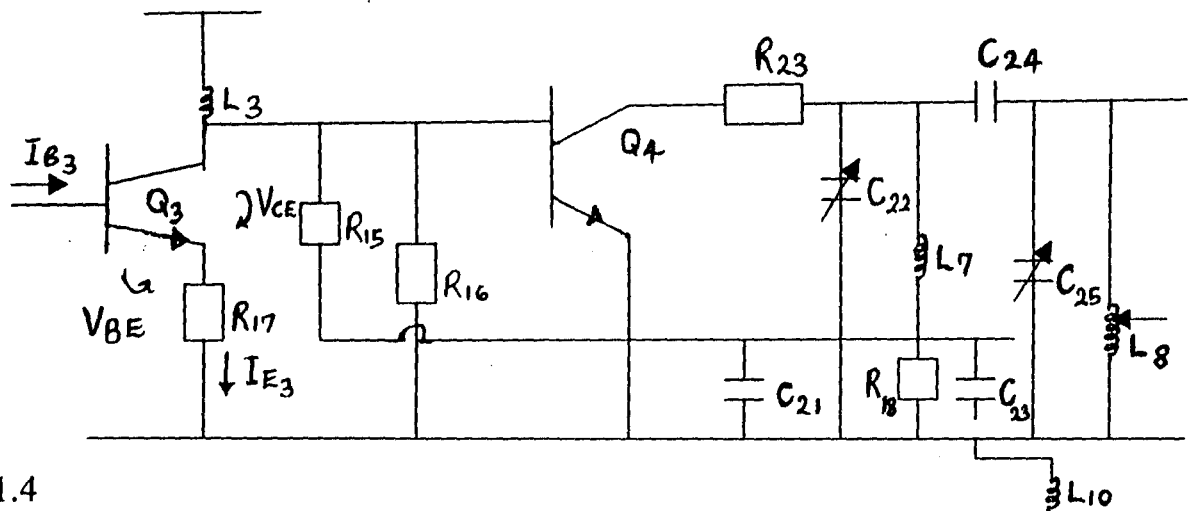 R23
C24
L3
IB3
Q4
Q3
VCE
C22
R15
L7
R16
C25
VBE
R17
L8
IE3
C21
R18
C23
1.4
L10